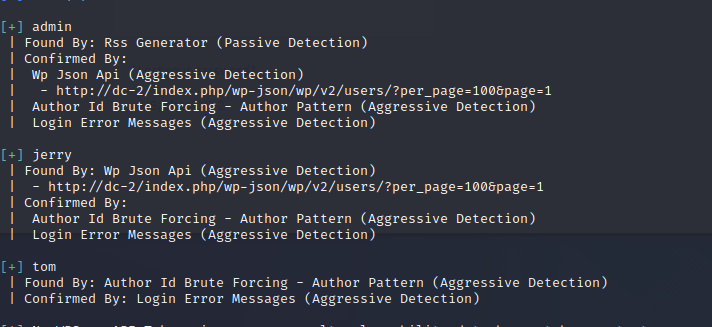 [+] admin
| Found By: Rss Generator (Passive Detection)
| Confirmed By:
|  Wp Json Api (Aggressive Detection)
|   - http://dc-2/index.php/wp-json/wp/v2/users/?per_page=100&page=1
|  Author Id Brute Forcing - Author Pattern (Aggressive Detection)
|  Login Error Messages (Aggressive Detection)
[+] jerry
| Found By: Wp Json Api (Aggressive Detection)
|  - http://dc-2/index.php/wp-json/wp/v2/users/?per_page=100&page=1
| Confirmed By:
|  Author Id Brute Forcing - Author Pattern (Aggressive Detection)
|  Login Error Messages (Aggressive Detection)
[+] tom
| Found By: Author Id Brute Forcing - Author Pattern (Aggressive Detection)
| Confirmed By: Login Error Messages (Aggressive Detection)